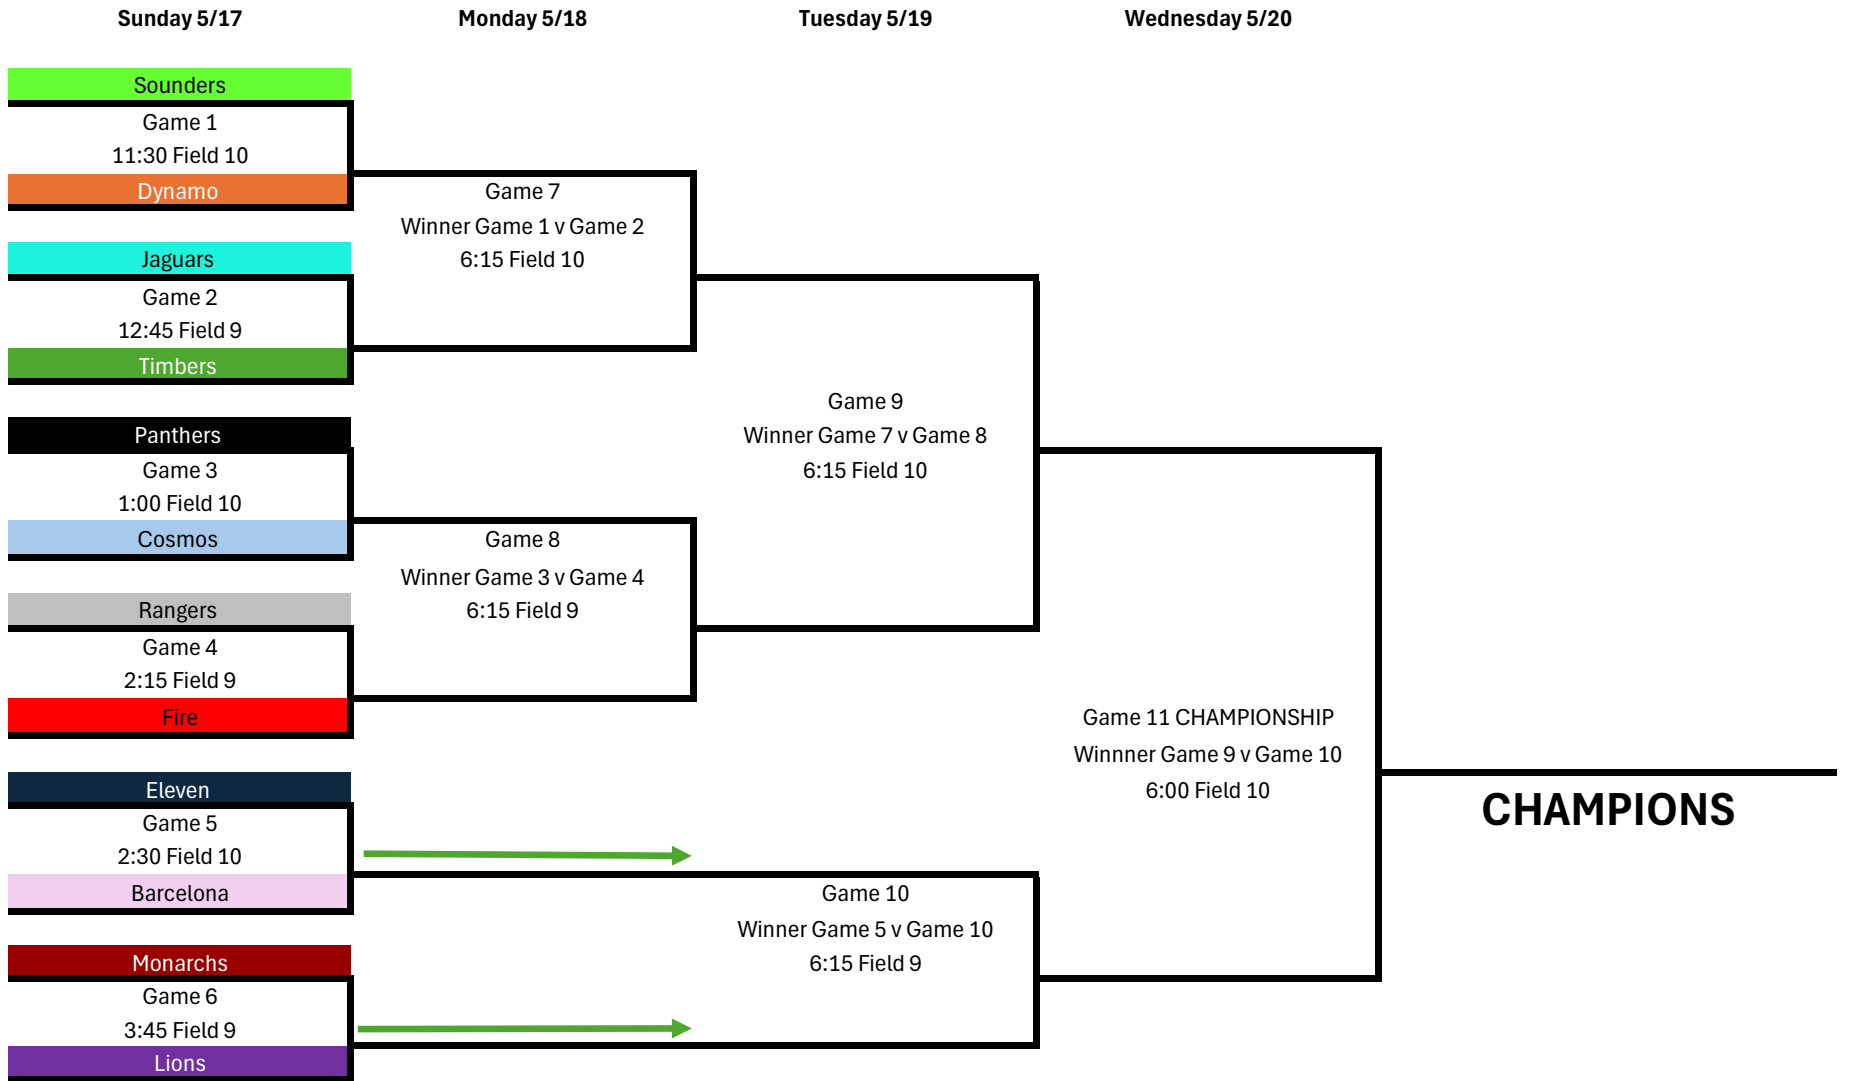 Sunday 5/17
Monday 5/18
Tuesday 5/19
Wednesday 5/20
Sounders
Game 1
11:30 Field 10
Dynamo
Jaguars
Game 2
12:45 Field 9
Timbers
Panthers
Game 3
1:00 Field 10
Cosmos
Rangers
Game 4
2:15 Field 9
Fire
Eleven
Game 5
2:30 Field 10
Barcelona
Monarchs
Game 6
3:45 Field 9
Lions
Game 7
Winner Game 1 v Game 2
6:15 Field 10
Game 8
Winner Game 3 v Game 4
6:15 Field 9
Game 9
Winner Game 7 v Game 8
6:15 Field 10
Game 10
Winner Game 5 v Game 10
6:15 Field 9
Game 11 CHAMPIONSHIP
Winnner Game 9 v Game 10
6:00 Field 10
CHAMPIONS